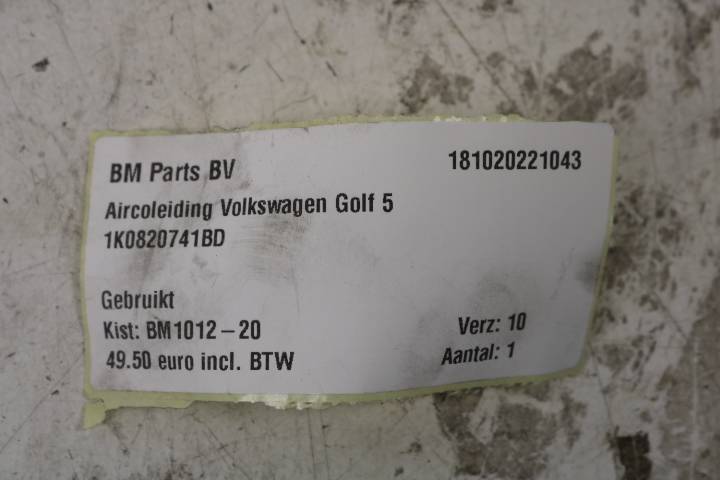 BM Parts BV 181020221043
Aircoleiding Volkswagen Golf 5
1K0820741BD
Gebruikt
Kist: BM1012-20 Verz: 10
49.50 euro incl. BTW Aantal: 1